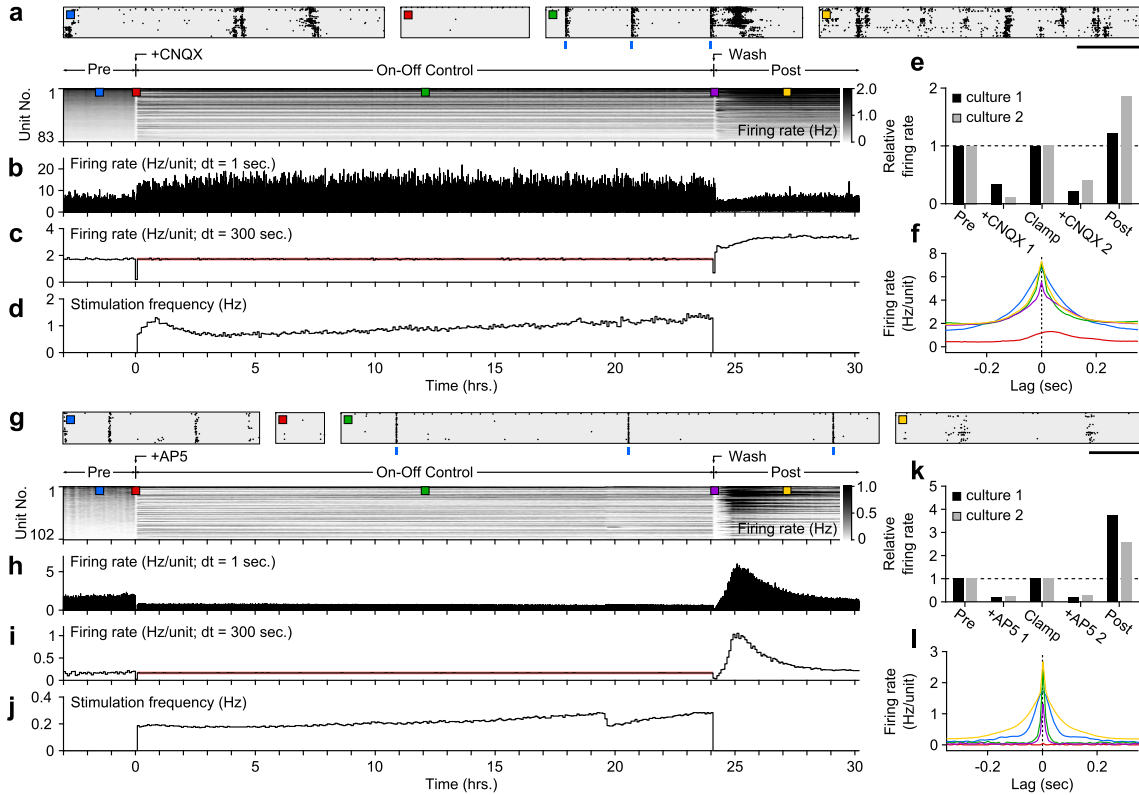 a
+CNQX
Wash
Pre
On-Off Control
Post
Unit No.
1
83
Firing rate (Hz)
2.0
1.0
0
b
Firing rate (Hz/unit; dt = 1 sec.)
20
10
0
c
Firing rate (Hz/unit; dt = 300 sec.)
4
2
0
d
Stimulation frequency (Hz)
2
1
0
0 5 10 15 20 25 30
Time (hrs.)
e
culture 1
culture 2
Relative
firing rate
2
1
0
Pre
+CNQX 1
Clamp
+CNQX 2
Post
f
Firing rate
(Hz/unit)
8
6
4
2
0
-0.2 0 0.2
Lag (sec)
g
+AP5
Wash
Pre
On-Off Control
Post
Unit No.
1
102
Firing rate (Hz)
1.0
0.5
0
h
Firing rate (Hz/unit; dt = 1 sec.)
5
0
i
Firing rate (Hz/unit; dt = 300 sec.)
1
0.5
0
j
Stimulation frequency (Hz)
0.4
0.2
0
0 5 10 15 20 25 30
Time (hrs.)
k
culture 1
culture 2
Relative
firing rate
5
4
3
2
1
0
Pre
+AP5 1
Clamp
+AP5 2
Post
l
Firing rate
(Hz/unit)
3
2
1
0
-0.2 0 0.2
Lag (sec)